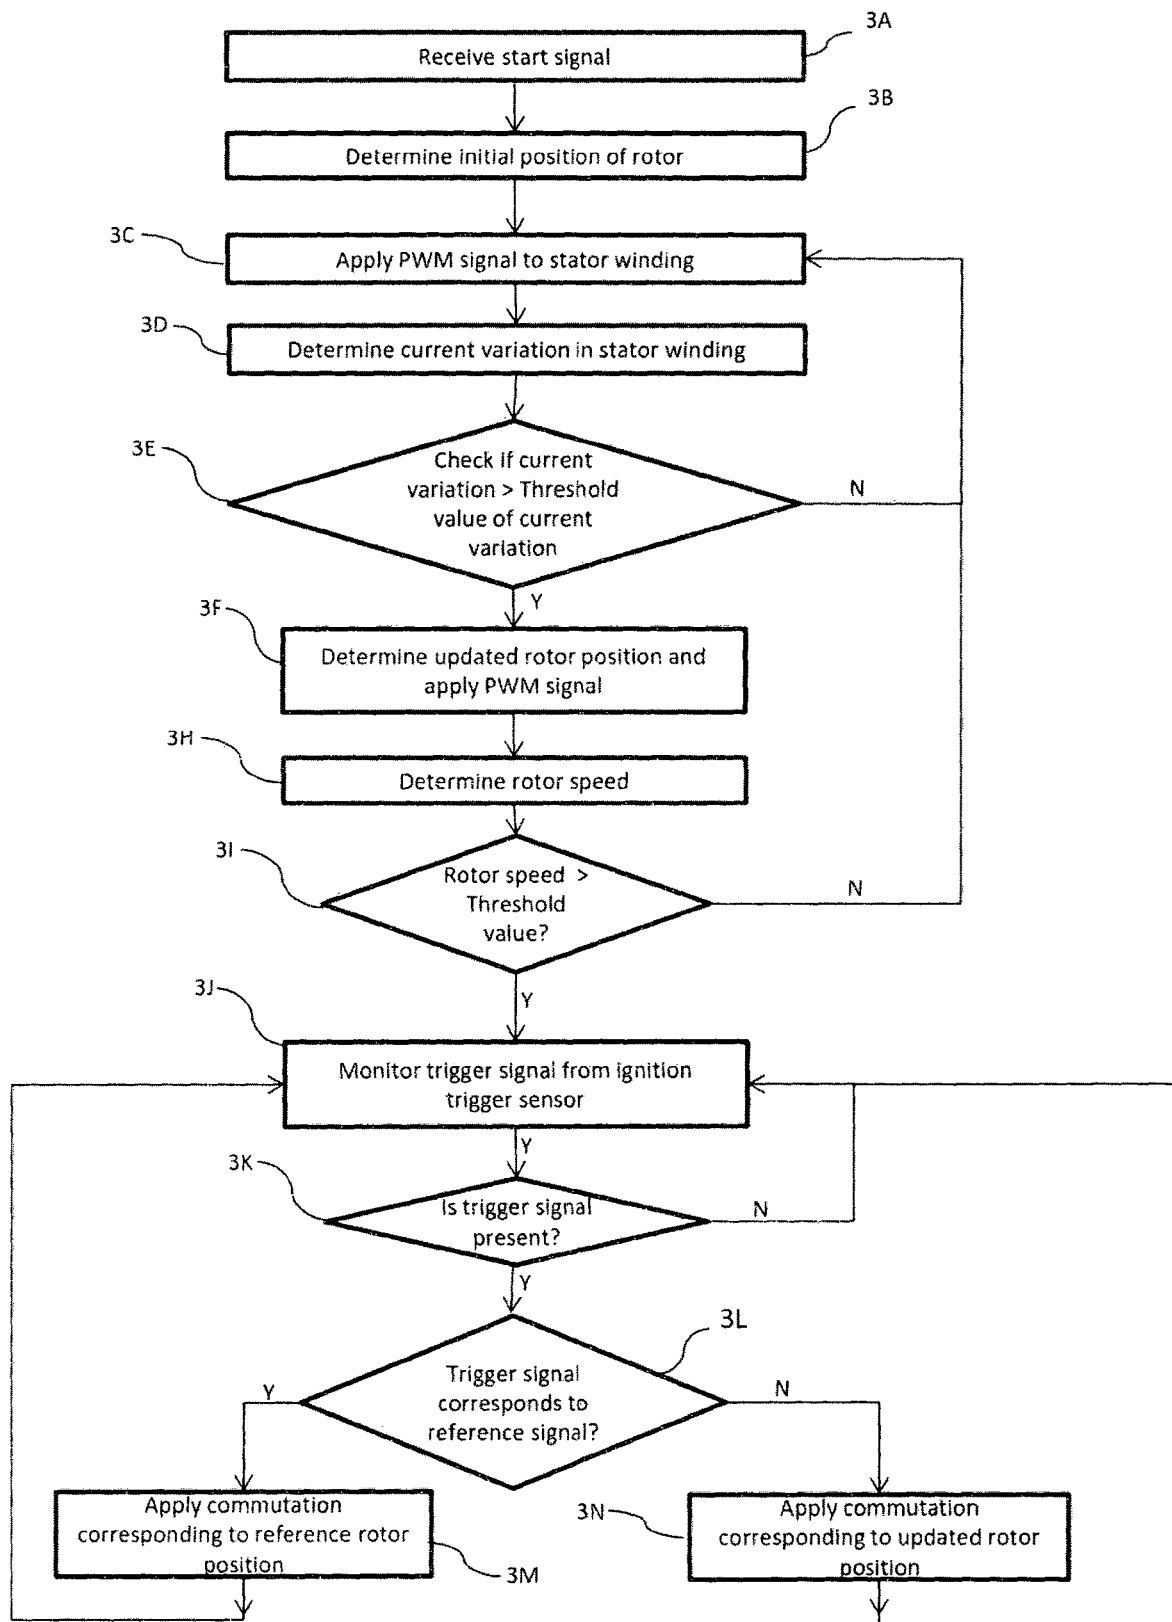 3A
Receive start signal
3B
Determine initial position of rotor
3C
Apply PWM signal to stator winding
3D
Determine current variation in stator winding
3E
Check if current
variation > Threshold
value of current
variation
N
Y
3F
Determine updated rotor position and
apply PWM signal
3H
Determine rotor speed
3I
Rotor speed >
Threshold
value?
N
Y
3J
Monitor trigger signal from ignition
trigger sensor
Y
3K
Is trigger signal
present?
N
Y
3L
Trigger signal
corresponds to
reference signal?
Y
N
Apply commutation
corresponding to reference rotor
position
3M
3N
Apply commutation
corresponding to updated rotor
position